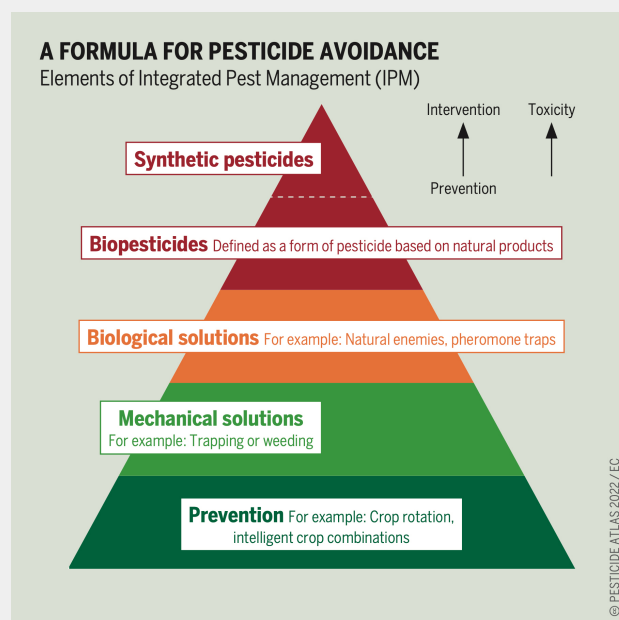 A FORMULA FOR PESTICIDE AVOIDANCE
Elements of Integrated Pest Management (IPM)
Intervention
Toxicity
Prevention
Synthetic pesticides
Biopesticides Defined as a form of pesticide based on natural products
Biological solutions For example: Natural enemies, pheromone traps
Mechanical solutions
For example: Trapping or weeding
Prevention For example: Crop rotation,
intelligent crop combinations
PESTICIDE ATLAS 2022 / EC